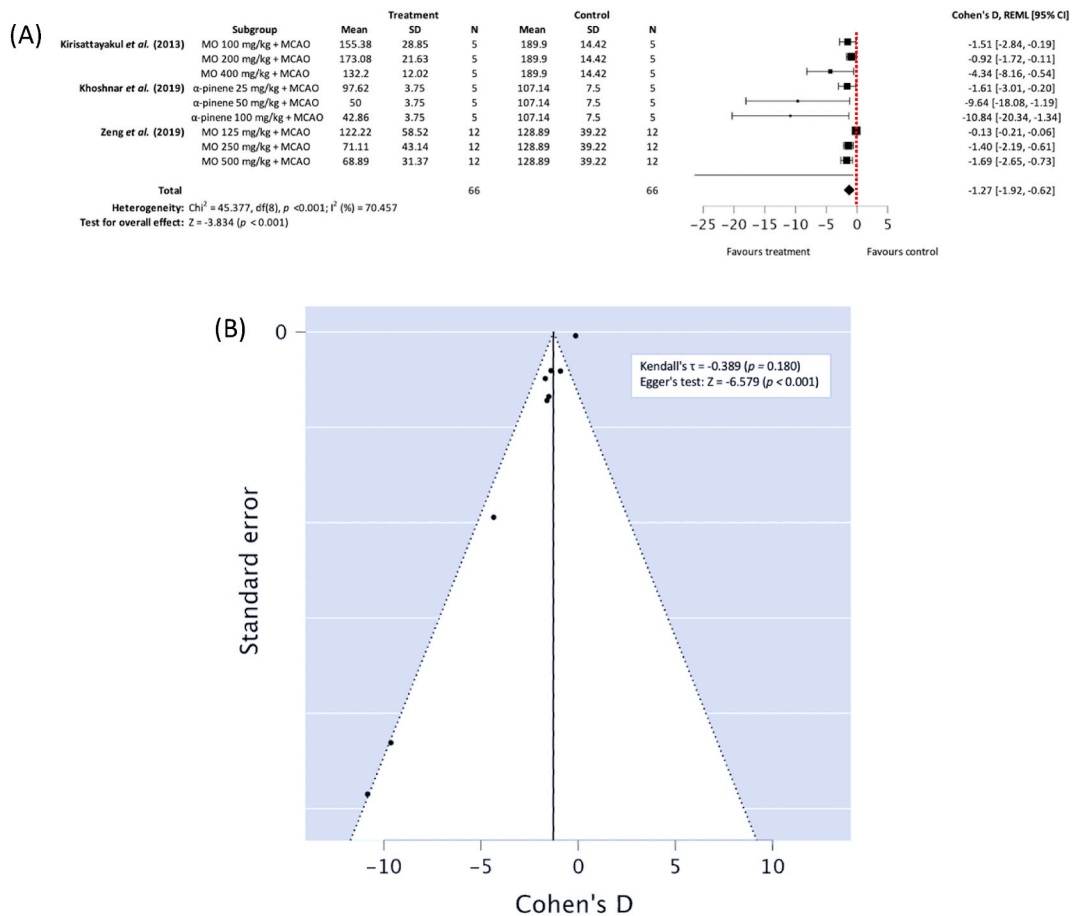 (A)
Treatment Control Cohen's D, REML [95% CI]
Subgroup Mean SD N Mean SD N
Kirisattayakul et al. (2013) MO 100 mg/kg + MCAO 155.38 28.85 5 189.9 14.42 5 -1.51 [-2.84, -0.19]
MO 200 mg/kg + MCAO 173.08 21.63 5 189.9 14.42 5 -0.92 [-1.72, -0.11]
MO 400 mg/kg + MCAO 132.2 12.02 5 189.9 14.42 5 -4.34 [-8.16, -0.54]
Khoshnar et al. (2019) α-pinene 25 mg/kg + MCAO 97.62 3.75 5 107.14 7.5 5 -1.61 [-3.01, -0.20]
α-pinene 50 mg/kg + MCAO 50 3.75 5 107.14 7.5 5 -9.64 [-18.08, -1.19]
α-pinene 100 mg/kg + MCAO 42.86 3.75 5 107.14 7.5 5 -10.84 [-20.34, -1.34]
Zeng et al. (2019) MO 125 mg/kg + MCAO 122.22 58.52 12 128.89 39.22 12 -0.13 [-0.21, -0.06]
MO 250 mg/kg + MCAO 71.11 43.14 12 128.89 39.22 12 -1.40 [-2.19, -0.61]
MO 500 mg/kg + MCAO 68.89 31.37 12 128.89 39.22 12 -1.69 [-2.65, -0.73]
Total 66 66 -1.27 [-1.92, -0.62]
Heterogeneity: Chi² = 45.377, df(8), p <0.001; I² (%) = 70.457
Test for overall effect: Z = -3.834 (p < 0.001)
−25 −20 −15 −10 −5 0 5
Favours treatment Favours control
(B)
0
Kendall's τ = -0.389 (p = 0.180)
Egger's test: Z = -6.579 (p < 0.001)
Standard error
−10 −5 0 5 10
Cohen's D